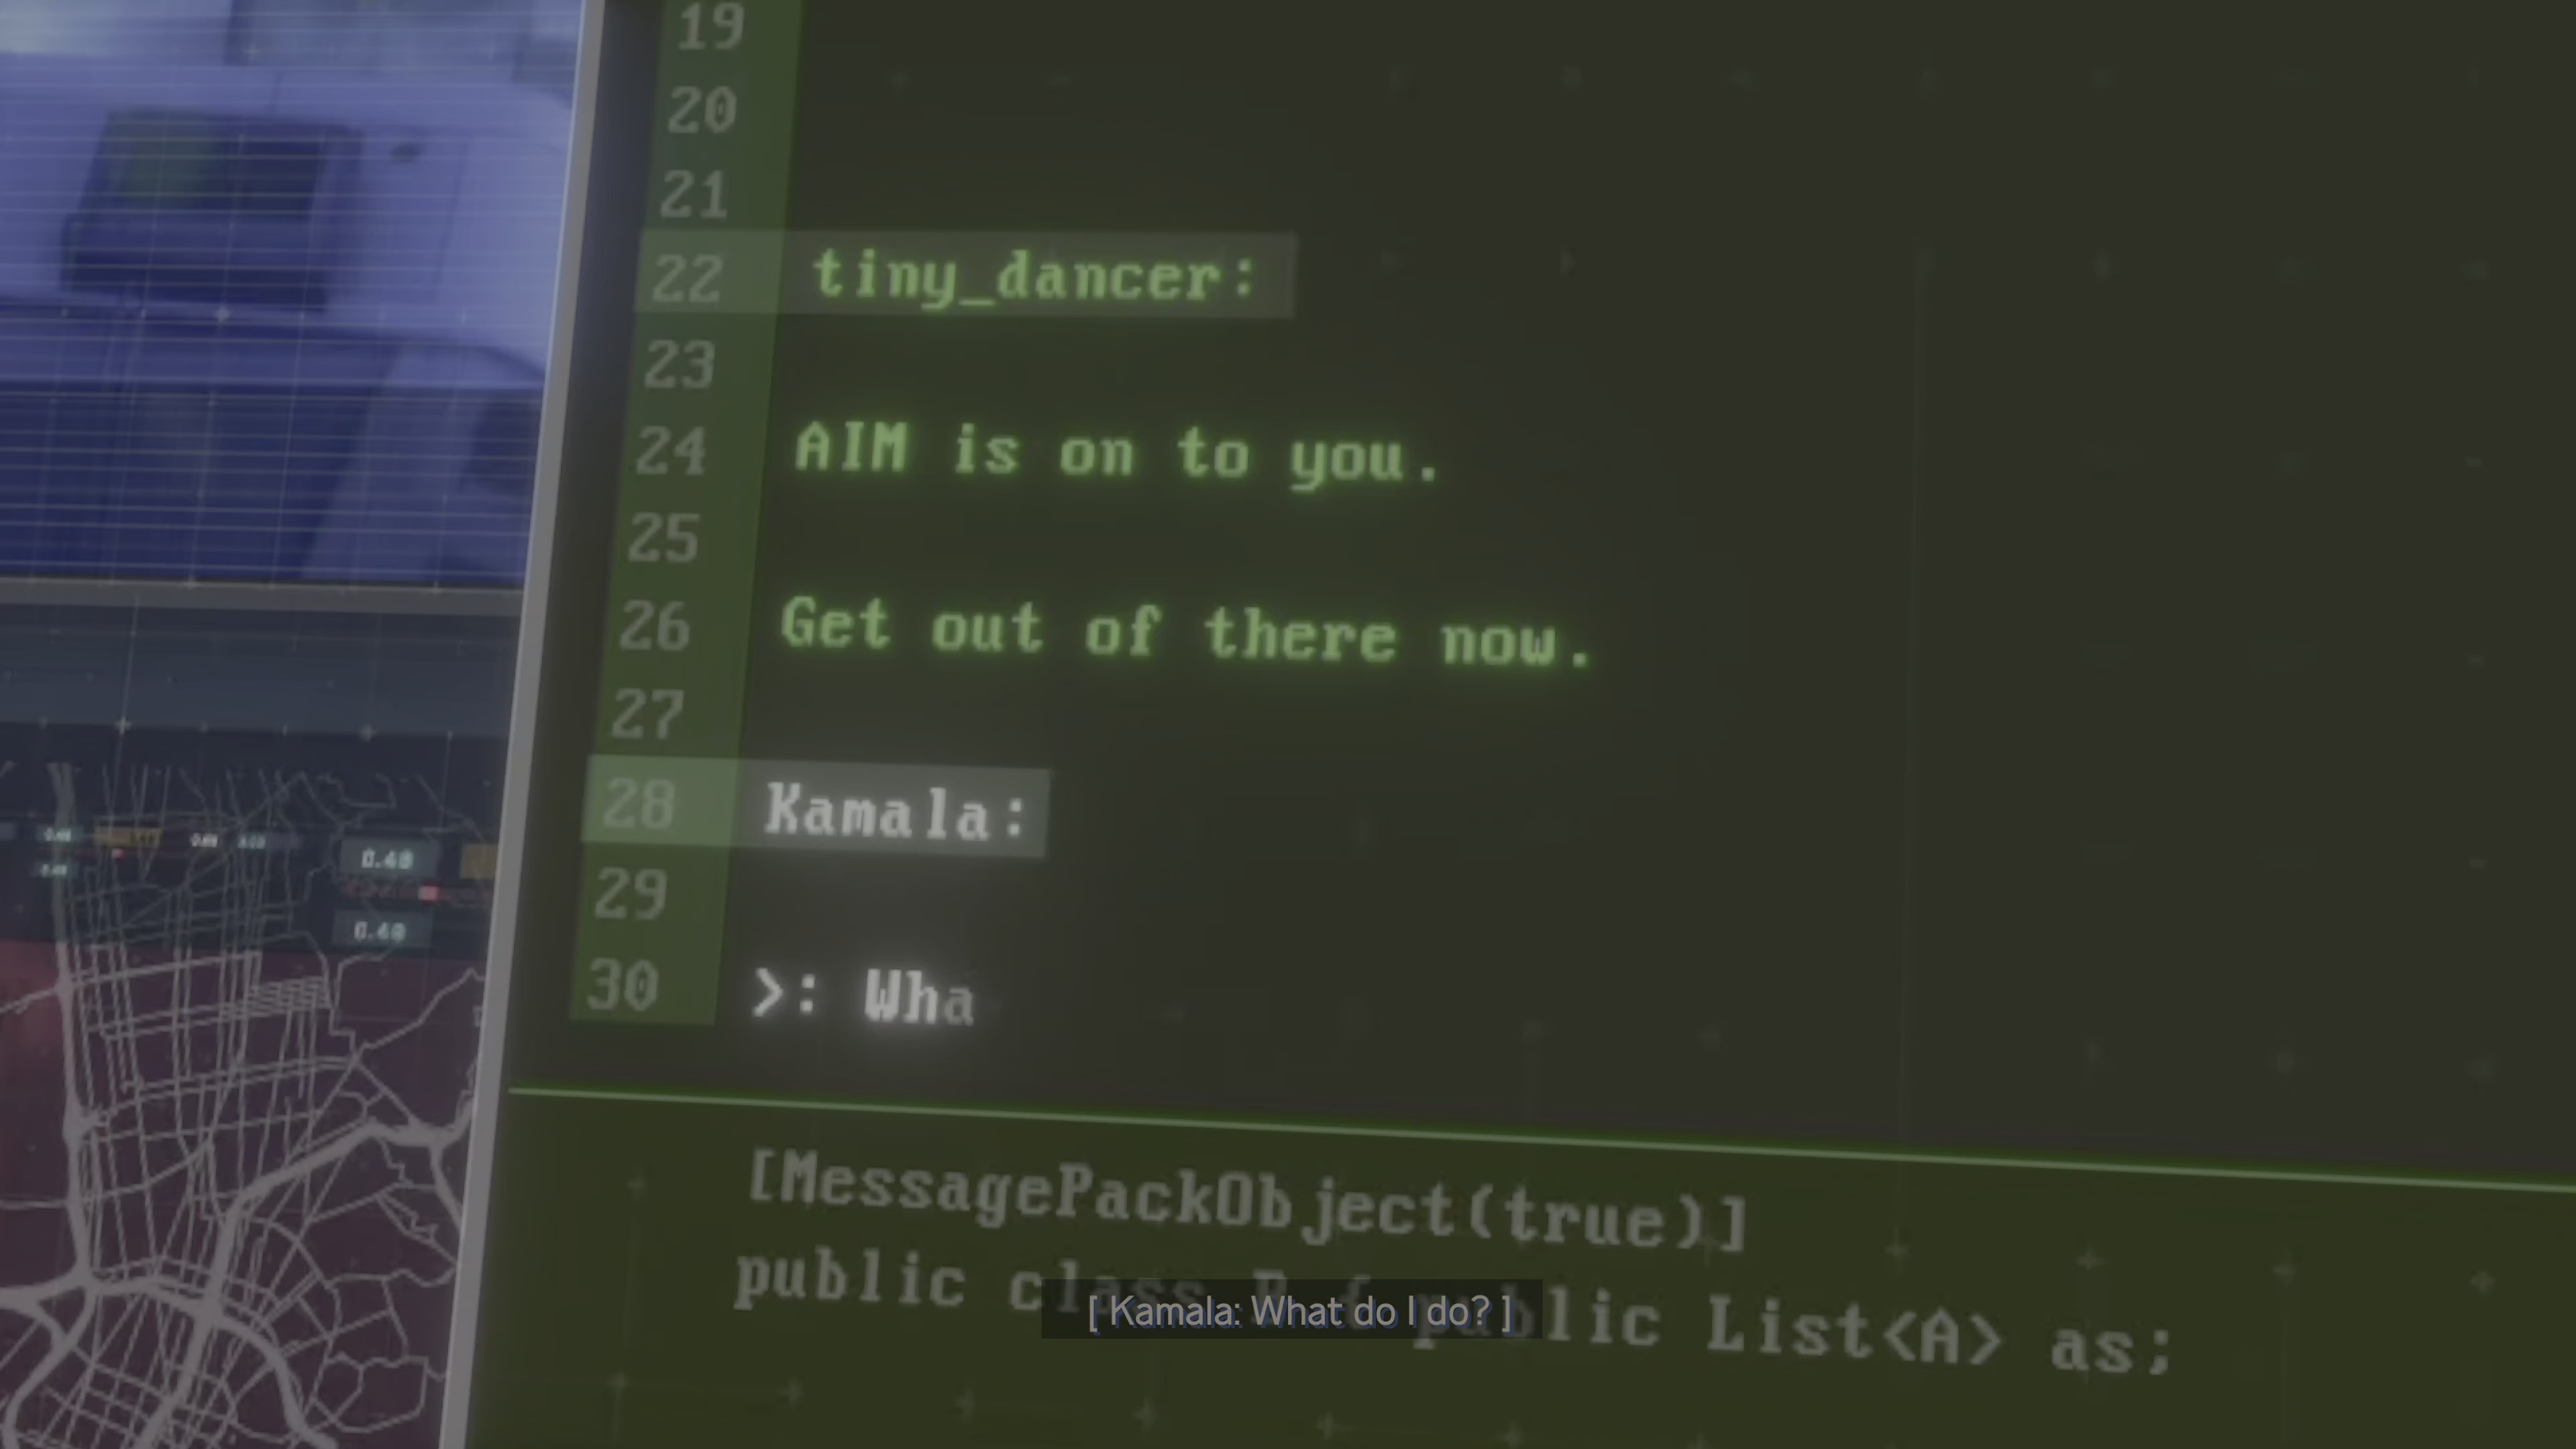 19
20
21
22 tiny_dancer:
23
24 AIM is on to you.
25
26 Get out of there now.
27
28 Kamala:
29
30 >: Wha
0.40
0.40
[MessagePackObject(true)]
public class B { public List<A> as;
[ Kamala: What do I do? ]